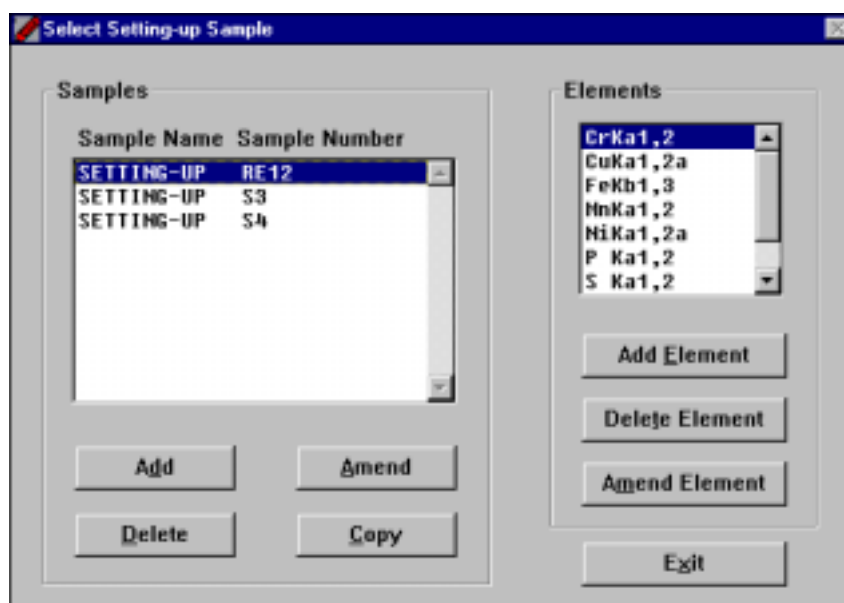 Select Setting-up Sample
Samples
Sample Name Sample Number
SETTING-UP RE12
SETTING-UP S3
SETTING-UP S4
Add
Amend
Delete
Copy
Elements
CrKa1,2
CuKa1,2a
FeKb1,3
MnKa1,2
NiKa1,2a
P Ka1,2
S Ka1,2
Add Element
Delete Element
Amend Element
Exit